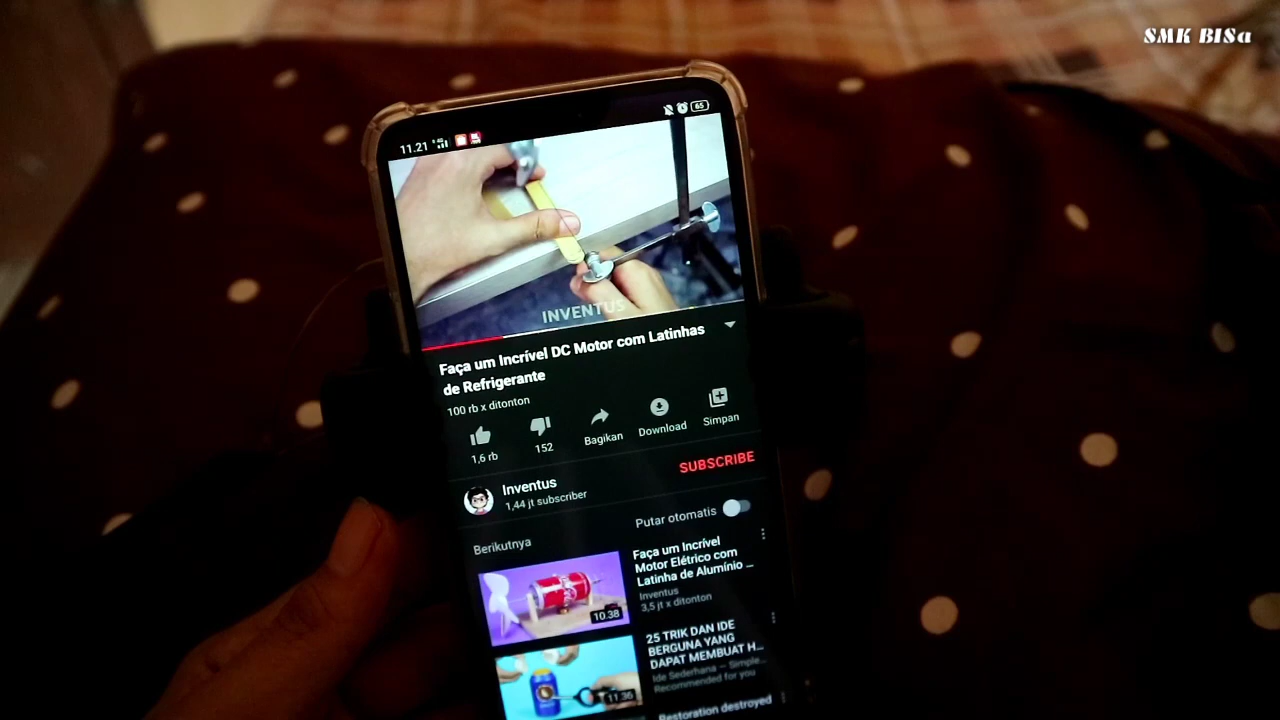 SMK BISa
11.21
65
INVENTUS
Faça um Incrível DC Motor com Latinhas
de Refrigerante
100 rb x ditonton
1,6 rb
152
Bagikan
Download
Simpan
SUBSCRIBE
Inventus
1,44 jt subscriber
Putar otomatis
Berikutnya
Faça um Incrível
Motor Elétrico com
Latinha de Alumínio ...
Inventus
3,5 jt x ditonton
10.38
25 TRIK DAN IDE
BERGUNA YANG
DAPAT MEMBUAT H...
Ide Sederhana – Simple...
Recommended for you
11.36
Restoration destroyed